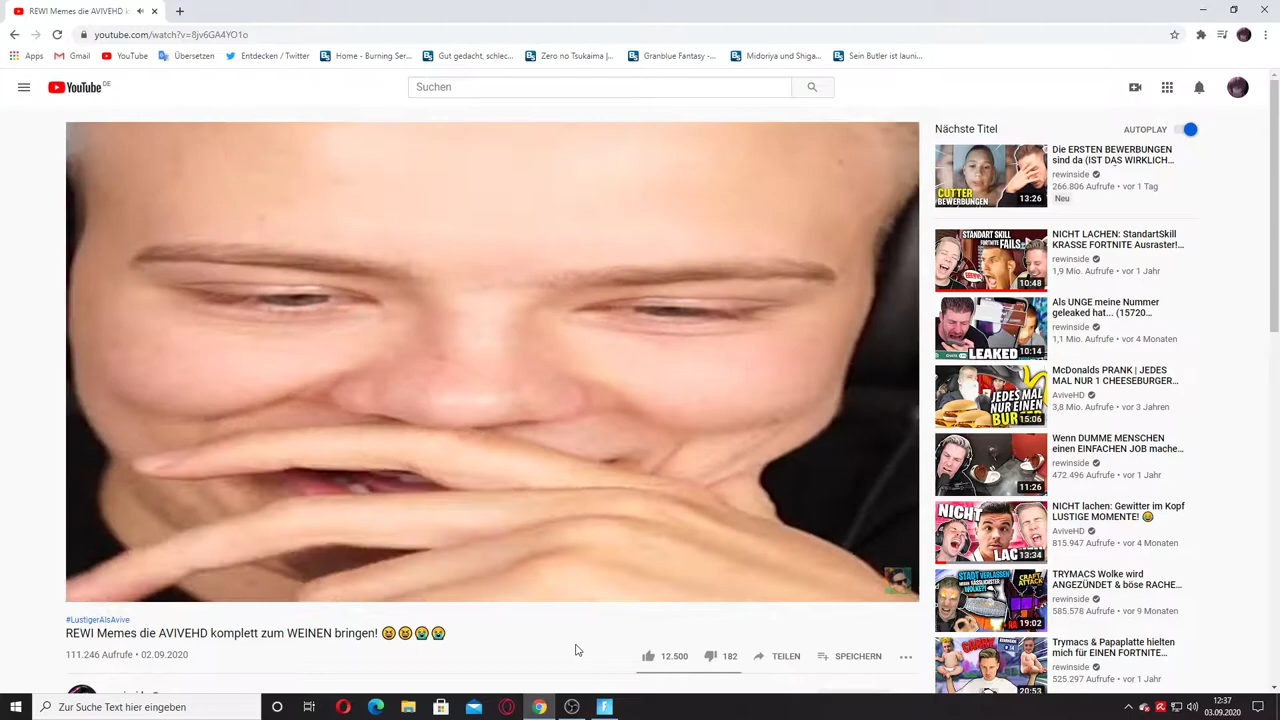 REWI Memes die AVIVEHD k
youtube.com/watch?v=8jv6GA4YO1o
Apps
Gmail
YouTube
Übersetzen
Entdecken / Twitter
Home - Burning Ser...
Gut gedacht, schlec...
Zero no Tsukaima |...
Granblue Fantasy –...
Midoriya und Shiga...
Sein Butler ist launi...
YouTube DE
Suchen
Nächste Titel
AUTOPLAY
CUTTER
BEWERBUNGEN
13:26
Die ERSTEN BEWERBUNGEN
sind da (IST DAS WIRKLICH...
rewinside
266.806 Aufrufe • vor 1 Tag
Neu
STANDART SKILL
FORTNITE FAILS
10:48
NICHT LACHEN: StandartSkill
KRASSE FORTNITE Ausraster!...
rewinside
1,9 Mio. Aufrufe • vor 1 Jahr
LEAKED
10:14
Als UNGE meine Nummer
geleaked hat... (15720...
rewinside
1,1 Mio. Aufrufe • vor 4 Monaten
JEDES MAL
NUR EINEN
BURGER
15:06
McDonalds PRANK | JEDES
MAL NUR 1 CHEESEBURGER...
AviveHD
3,8 Mio. Aufrufe • vor 3 Jahren
11:26
Wenn DUMME MENSCHEN
einen EINFACHEN JOB mache...
rewinside
472.496 Aufrufe • vor 1 Jahr
NICHT
13:34
NICHT lachen: Gewitter im Kopf
LUSTIGE MOMENTE! 😂
AviveHD
815.947 Aufrufe • vor 4 Monaten
STADT VERLASSEN
CRAFT
ATTACK
19:02
TRYMACS Wolke wird
ANGEZÜNDET & böse RACHE...
rewinside
585.578 Aufrufe • vor 9 Monaten
20:53
Trymacs & Papaplatte hielten
mich für EINEN FORTNITE...
rewinside
525.297 Aufrufe • vor 1 Jahr
#LustigerAlsAvive
REWI Memes die AVIVEHD komplett zum WEINEN bringen! 😆😆😭😭
111.246 Aufrufe • 02.09.2020
12.500
182
TEILEN
SPEICHERN
Zur Suche Text hier eingeben
12:37
03.09.2020